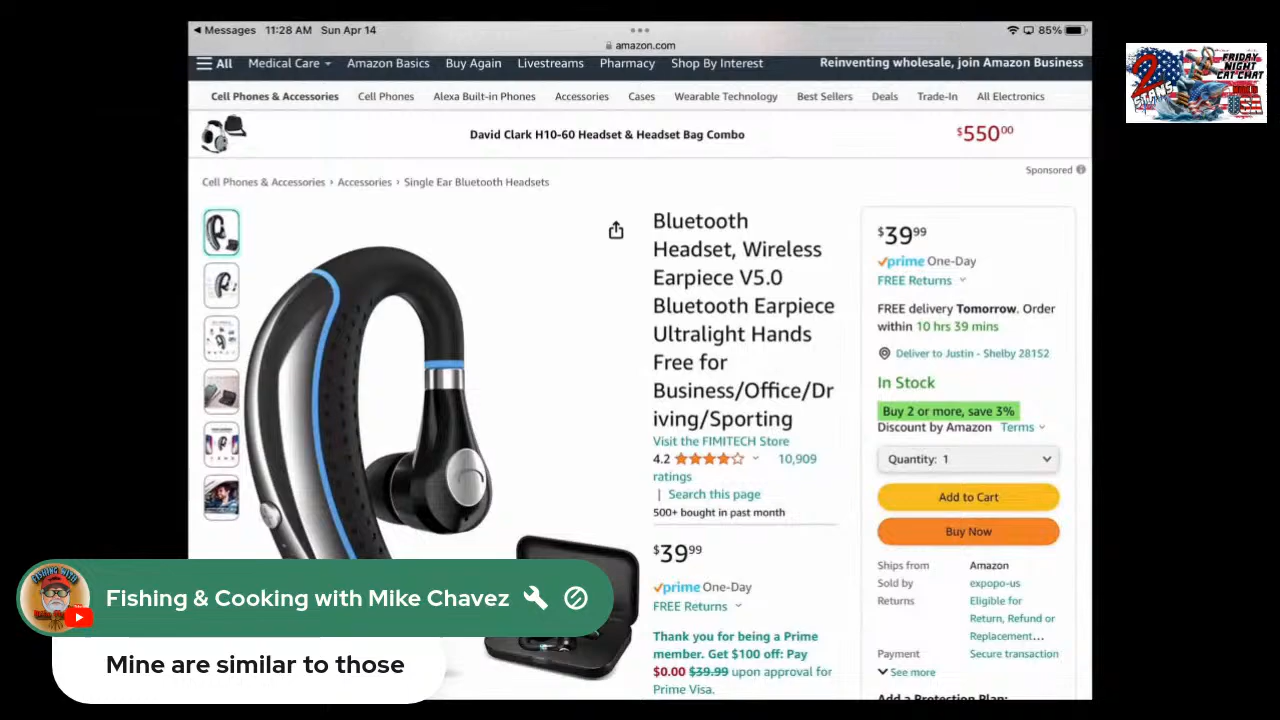 Messages 11:28 AM Sun Apr 14
85%
amazon.com
All Medical Care Amazon Basics Buy Again Livestreams Pharmacy Shop By Interest Reinventing wholesale, join Amazon Business
Cell Phones & Accessories Cell Phones Alexa Built-in Phones Accessories Cases Wearable Technology Best Sellers Deals Trade-In All Electronics
David Clark H10-60 Headset & Headset Bag Combo $550⁰⁰
Sponsored
Cell Phones & Accessories › Accessories › Single Ear Bluetooth Headsets
Bluetooth
Headset, Wireless
Earpiece V5.0
Bluetooth Earpiece
Ultralight Hands
Free for
Business/Office/Dr
iving/Sporting
Visit the FIMITECH Store
4.2 10,909
ratings
| Search this page
500+ bought in past month
$39⁹⁹
prime One-Day
FREE Returns
Thank you for being a Prime
member. Get $100 off: Pay
$0.00 $39.99 upon approval for
Prime Visa.
$39⁹⁹
prime One-Day
FREE Returns
FREE delivery Tomorrow. Order
within 10 hrs 39 mins
Deliver to Justin - Shelby 28152
In Stock
Buy 2 or more, save 3%
Discount by Amazon Terms
Quantity: 1
Add to Cart
Buy Now
Ships from Amazon
Sold by expopo-us
Returns Eligible for
Return, Refund or
Replacement...
Payment Secure transaction
See more
Add a Protection Plan:
FRIDAY
NIGHT
CAT CHAT
USA
Fishing & Cooking with Mike Chavez
Mine are similar to those